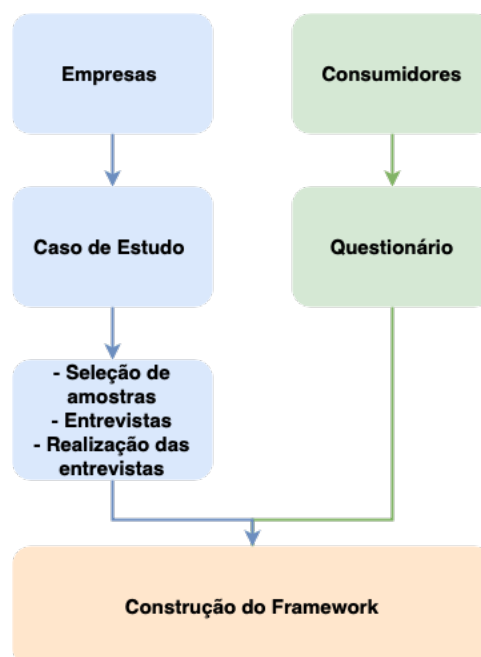 Empresas
Consumidores
Caso de Estudo
Questionário
- Seleção de
amostras
- Entrevistas
- Realização das
entrevistas
Construção do Framework